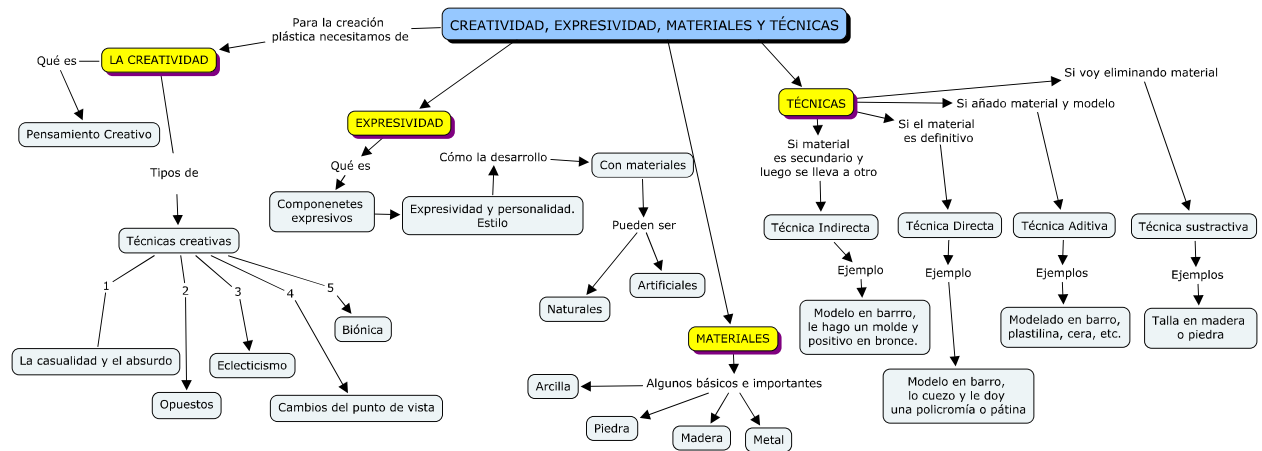 CREATIVIDAD, EXPRESIVIDAD, MATERIALES Y TÉCNICAS
Para la creación
plástica necesitamos de
LA CREATIVIDAD
Qué es
Pensamiento Creativo
Tipos de
Técnicas creativas
1
2
3
4
5
La casualidad y el absurdo
Opuestos
Eclecticismo
Cambios del punto de vista
Biónica
EXPRESIVIDAD
Qué es
Componenetes
expresivos
Expresividad y personalidad.
Estilo
Cómo la desarrollo
Con materiales
Pueden ser
Naturales
Artificiales
MATERIALES
Algunos básicos e importantes
Arcilla
Piedra
Madera
Metal
TÉCNICAS
Si material
es secundario y
luego se lleva a otro
Técnica Indirecta
Ejemplo
Modelo en barrro,
le hago un molde y
positivo en bronce.
Si el material
es definitivo
Técnica Directa
Ejemplo
Modelo en barro,
lo cuezo y le doy
una policromía o pátina
Si añado material y modelo
Técnica Aditiva
Ejemplos
Modelado en barro,
plastilina, cera, etc.
Si voy eliminando material
Técnica sustractiva
Ejemplos
Talla en madera
o piedra